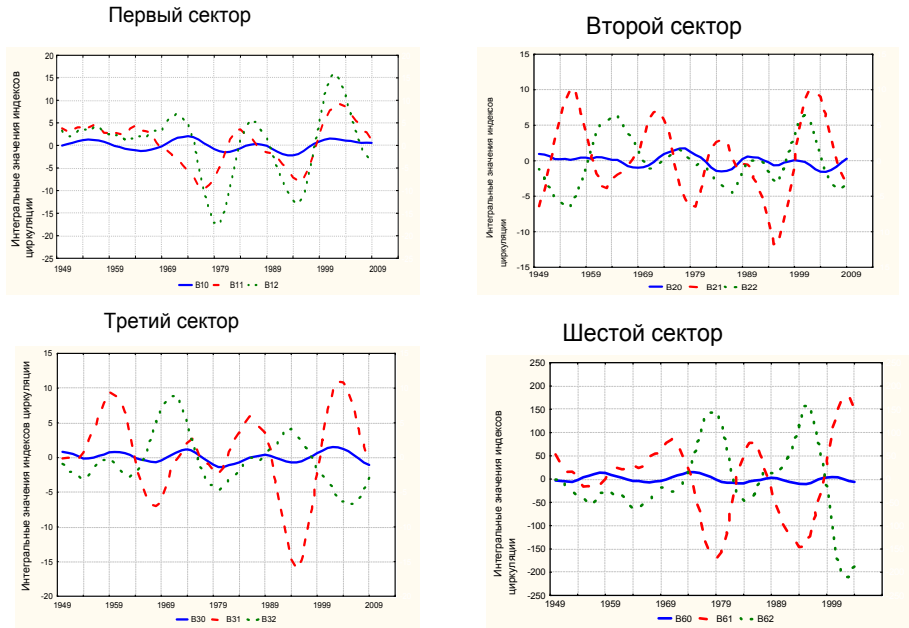 Первый сектор
Интегральные значения индексов
циркуляции
20
15
10
5
0
-5
-10
-15
-20
-25
1949 1959 1969 1979 1989 1999 2009
B10 B11 B12
Второй сектор
Интегральные значения индексов
циркуляции
15
10
5
0
-5
-10
-15
1949 1959 1969 1979 1989 1999 2009
B20 B21 B22
Третий сектор
Интегральные значения индексов циркуляции
15
10
5
0
-5
-10
-15
-20
1949 1959 1969 1979 1989 1999 2009
B30 B31 B32
Шестой сектор
Интегральные значения индексов
циркуляции
250
200
150
100
50
0
-50
-100
-150
-200
-250
1949 1959 1969 1979 1989 1999
B60 B61 B62